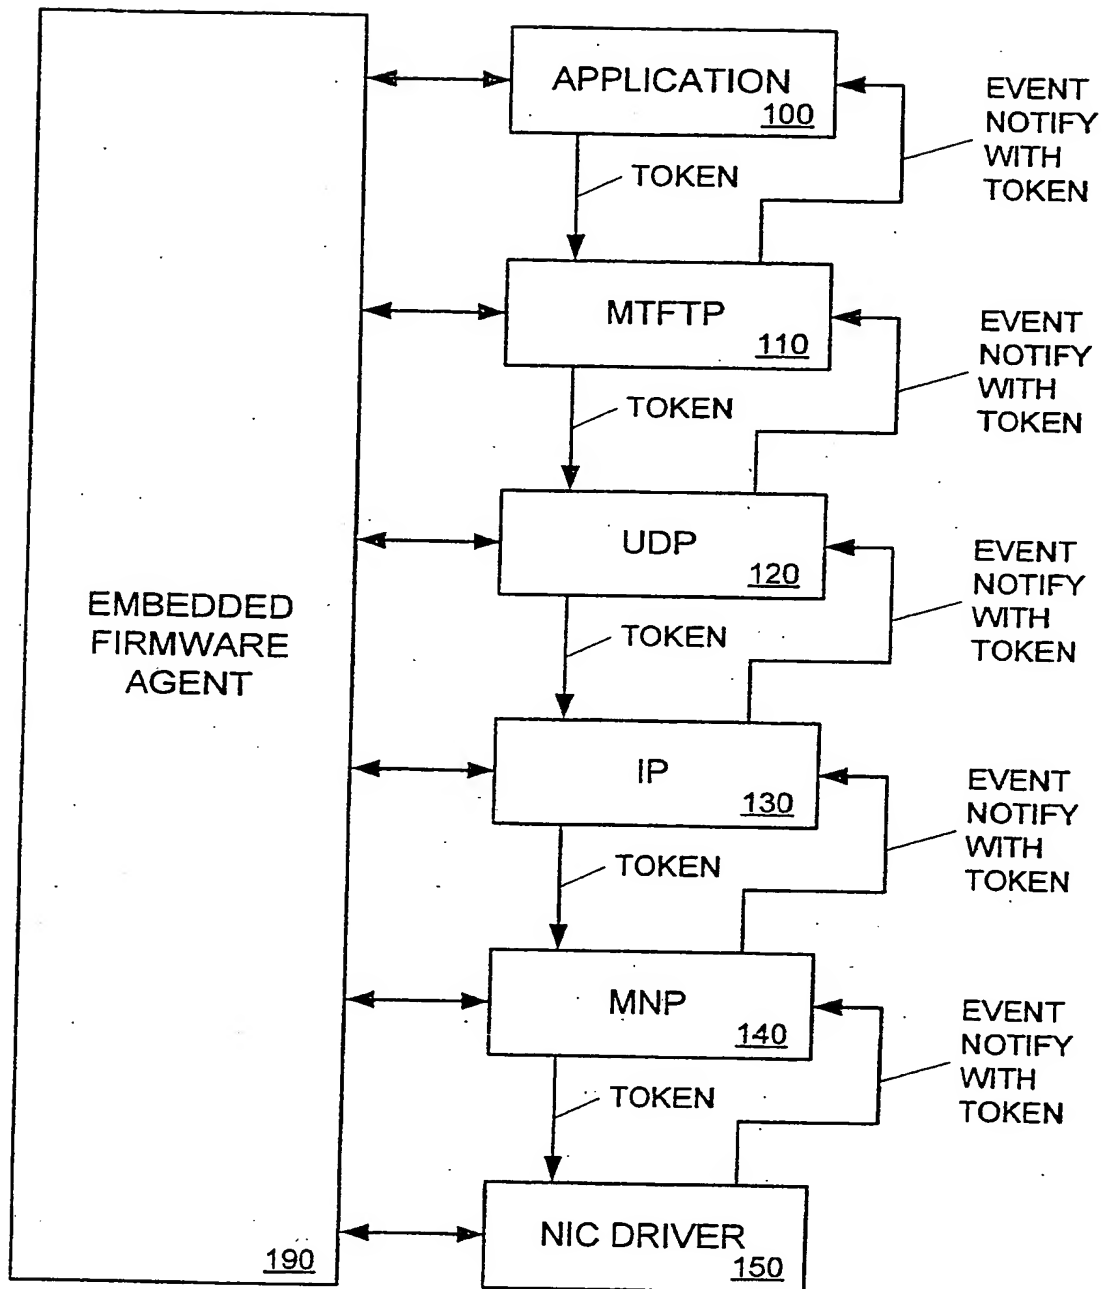 APPLICATION
100
EVENT
NOTIFY
WITH
TOKEN
TOKEN
MTFTP
110
EVENT
NOTIFY
WITH
TOKEN
TOKEN
UDP
120
EVENT
NOTIFY
WITH
TOKEN
EMBEDDED
FIRMWARE
AGENT
TOKEN
IP
130
EVENT
NOTIFY
WITH
TOKEN
TOKEN
MNP
140
EVENT
NOTIFY
WITH
TOKEN
TOKEN
NIC DRIVER
150
190